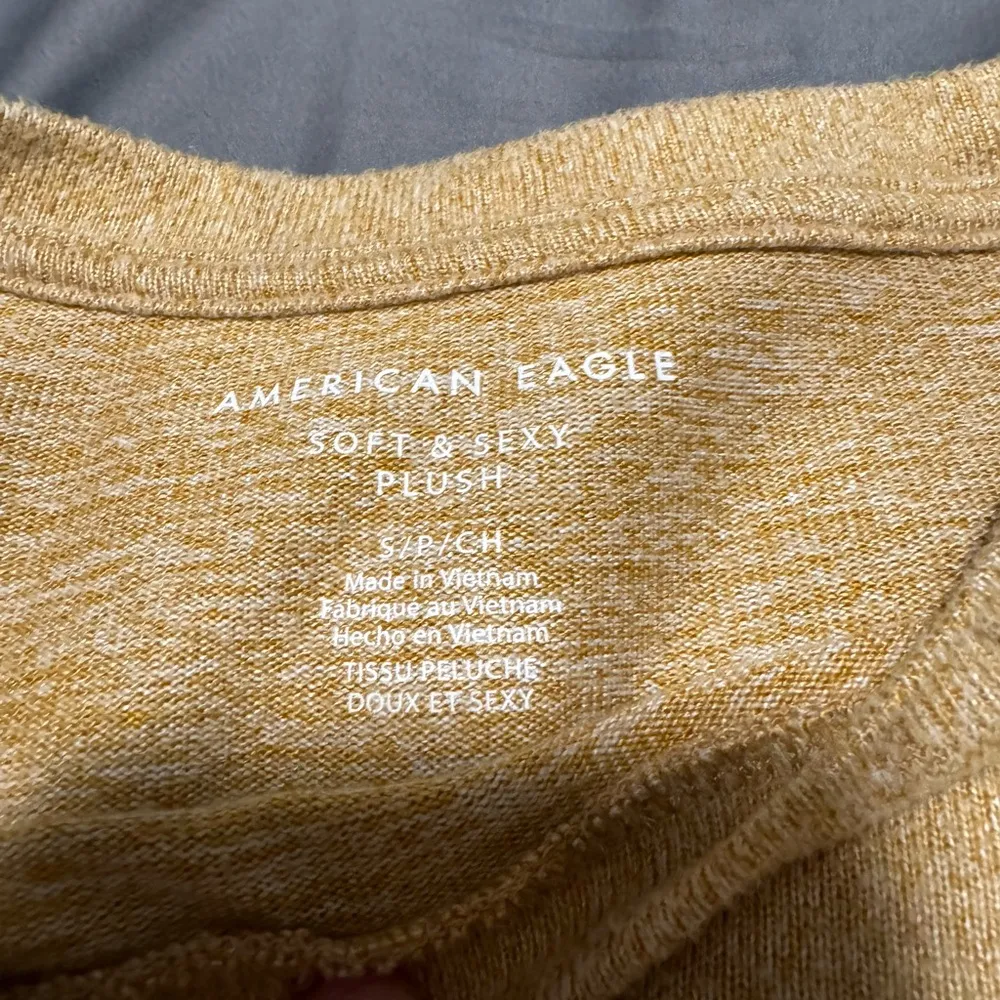 AMERICAN EAGLE
SOFT & SEXY
PLUSH
S/P/CH
Made in Vietnam
Fabrique au Vietnam
Hecho en Vietnam
TISSU PELUCHE
DOUX ET SEXY